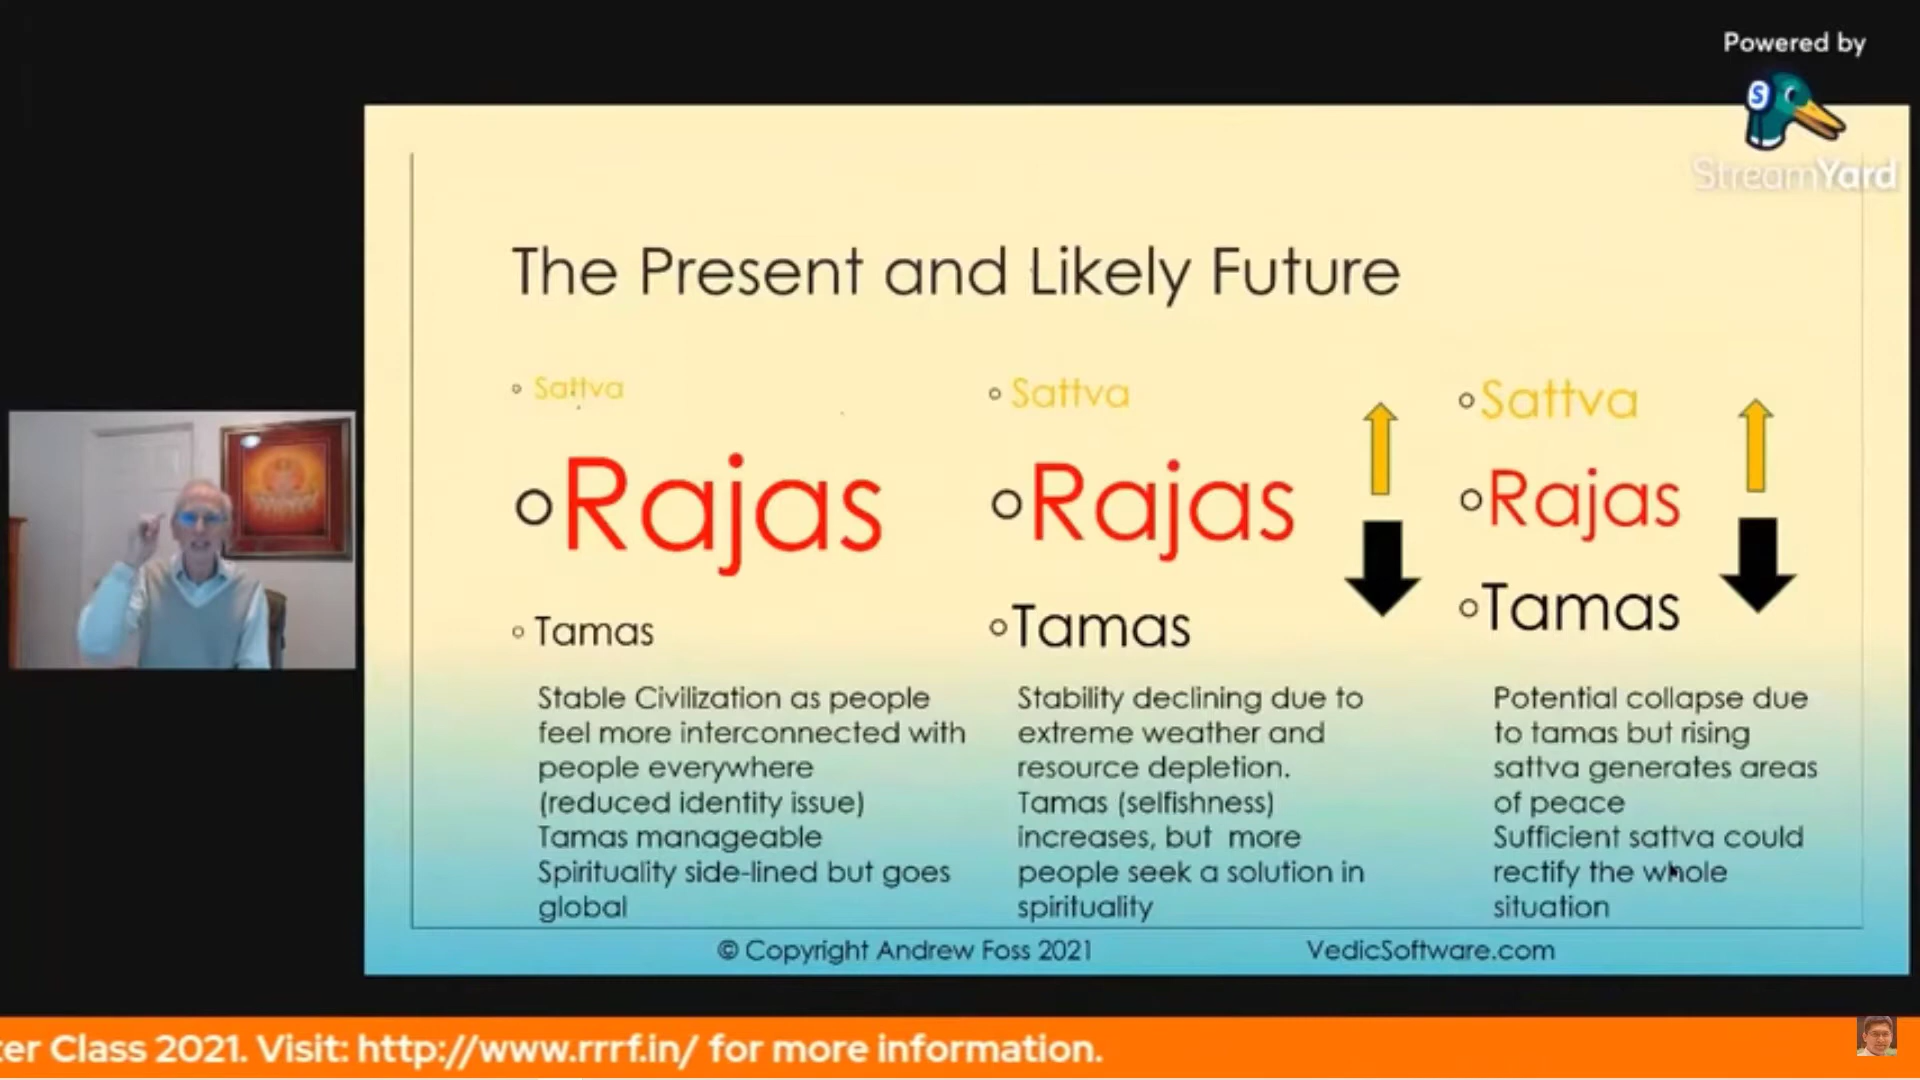 Powered by
StreamYard
The Present and Likely Future
Sattva
Rajas
Tamas
Stable Civilization as people
feel more interconnected with
people everywhere
(reduced identity issue)
Tamas manageable
Spirituality side-lined but goes
global
Sattva
Rajas
Tamas
Stability declining due to
extreme weather and
resource depletion.
Tamas (selfishness)
increases, but more
people seek a solution in
spirituality
Sattva
Rajas
Tamas
Potential collapse due
to tamas but rising
sattva generates areas
of peace
Sufficient sattva could
rectify the whole
situation
© Copyright Andrew Foss 2021
VedicSoftware.com
ter Class 2021. Visit: http://www.rrrf.in/ for more information.